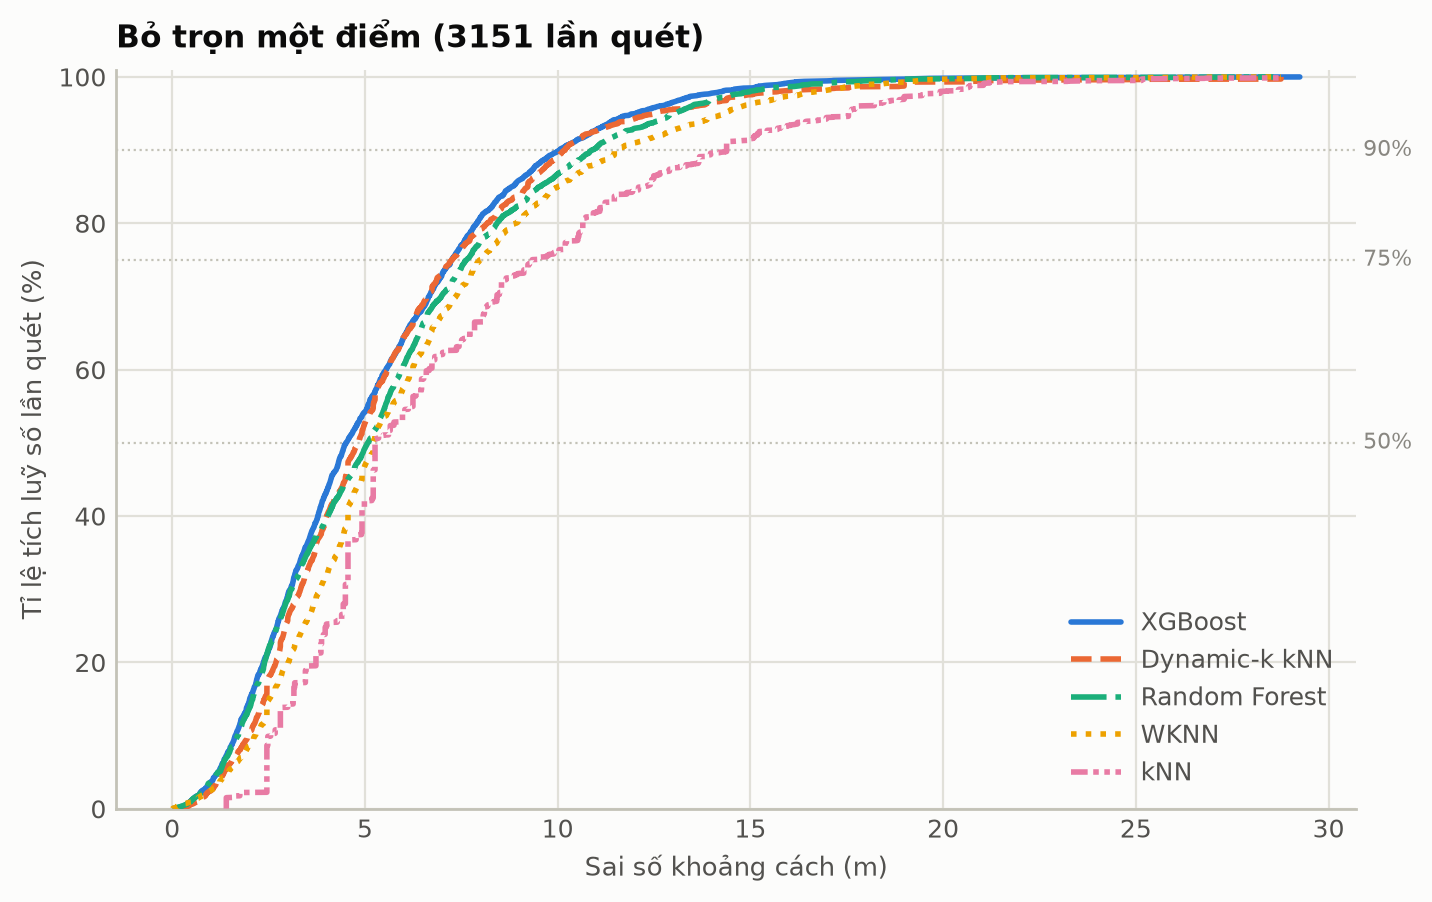 Bỏ trọn một điểm (3151 lần quét)
100
80
60
40
20
0
90%
75%
50%
Tỉ lệ tích luỹ số lần quét (%)
XGBoost
Dynamic-k kNN
Random Forest
WKNN
kNN
0 5 10 15 20 25 30
Sai số khoảng cách (m)